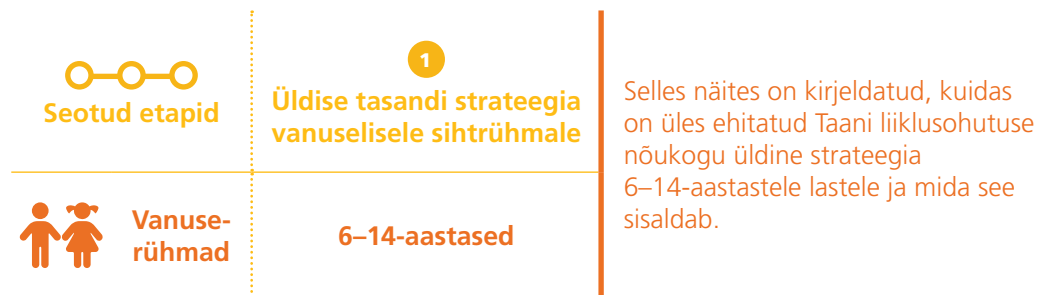 Seotud etapid
1
Üldise tasandi strateegia
vanuselisele sihtrühmale
Vanuse-
rühmad
6–14-aastased
Selles näites on kirjeldatud, kuidas
on üles ehitatud Taani liiklusohutuse
nõukogu üldine strateegia
6–14-aastastele lastele ja mida see
sisaldab.